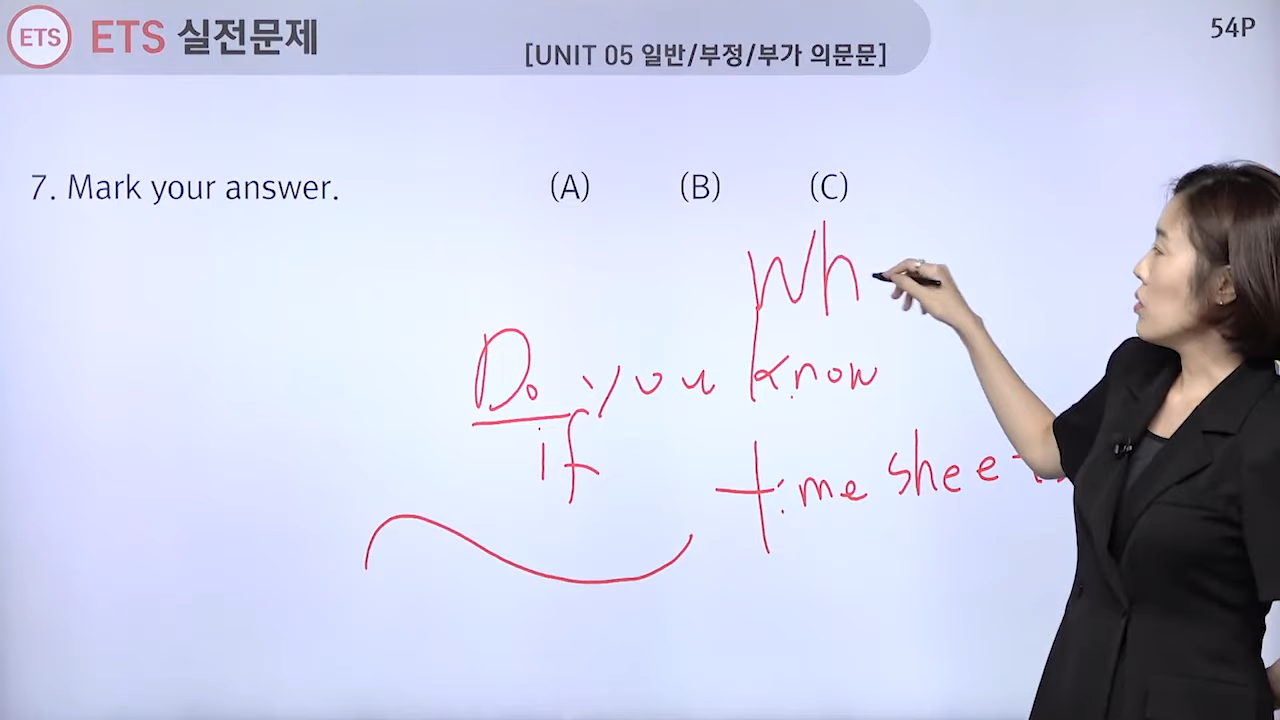 ETS ETS 실전문제
[UNIT 05 일반/부정/부가 의문문]
54P
7. Mark your answer. (A) (B) (C)
Wh
Do you know
if
time sheets